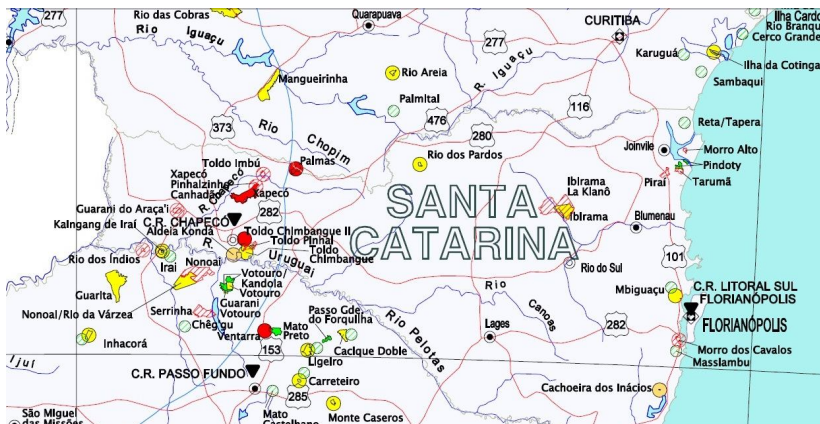 277
Rio das Cobras
Rio
Iguaçu
Quarapuava
277
CURITIBA
Ilha Cardo
Rio Branqu
Cerco Grande
Karuguá
Ilha da Cotinga
Sambaqui
Mangueirinha
Rio Areia
Palmital
R. Iguaçu
476
116
373
Rio Chopim
280
Reta/Tapera
Toldo Imbú
Palmas
Rio dos Pardos
Joinvile
Morro Alto
Pindoty
Piraí
Tarumã
Xapecó
Pinhalzinho
Canhadão
R. Chapecó
Xapecó
SANTA
CATARINA
Ibirama
La Klanô
Ibirama
Blumenau
Guarani do Araça'i
C.R. CHAPECÓ
282
Kaingang de Iraí
Aldeia Konda
R.
Uruguai
Toldo Chimbangue II
Toldo Pinhal
Toldo
Chimbangue
Rio dos Índios
Irai
Nonoai
Rio do Sul
101
Votouro/
Kandola
Votouro
Guarita
Mbiguaçu
C.R. LITORAL SUL
FLORIANÓPOLIS
FLORIANÓPOLIS
Rio
Canoas
282
Nonoai/Rio da Várzea
Serrinha
Guarani
Votouro
Passo Gde
do Forquilha
Rio Pelotas
Lages
Chêg'gu
Ventarra
Mato
Preto
Inhacorá
153
Cacique Doble
Ligeiro
Morro dos Cavalos
Massiambu
Ijuí
C.R. PASSO FUNDO
Carreteiro
Cachoeira dos Inácios
285
São Miguel
das Missões
Mato
Castelhano
Monte Caseros